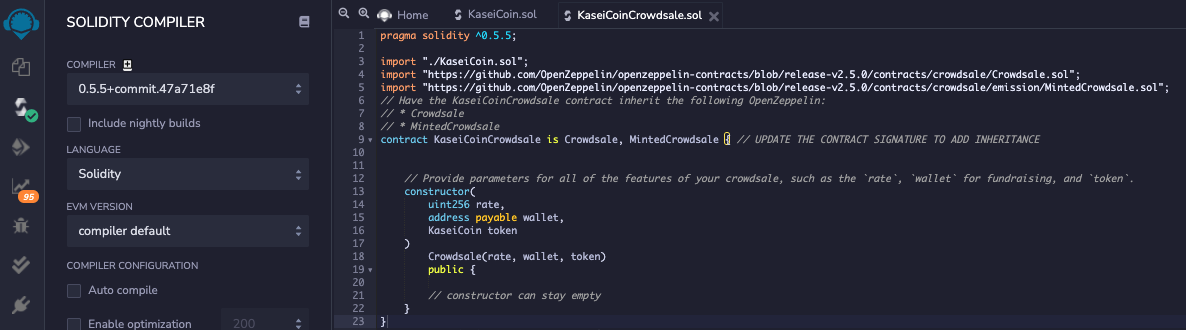 SOLIDITY COMPILER
COMPILER
0.5.5+commit.47a71e8f
Include nightly builds
LANGUAGE
Solidity
EVM VERSION
compiler default
COMPILER CONFIGURATION
Auto compile
Enable optimization 200
95
Home KaseiCoin.sol KaseiCoinCrowdsale.sol
1 pragma solidity ^0.5.5;
2
3 import "./KaseiCoin.sol";
4 import "https://github.com/OpenZeppelin/openzeppelin-contracts/blob/release-v2.5.0/contracts/crowdsale/Crowdsale.sol";
5 import "https://github.com/OpenZeppelin/openzeppelin-contracts/blob/release-v2.5.0/contracts/crowdsale/emission/MintedCrowdsale.sol";
6 // Have the KaseiCoinCrowdsale contract inherit the following OpenZeppelin:
7 // * Crowdsale
8 // * MintedCrowdsale
9 contract KaseiCoinCrowdsale is Crowdsale, MintedCrowdsale { // UPDATE THE CONTRACT SIGNATURE TO ADD INHERITANCE
10
11
12 // Provide parameters for all of the features of your crowdsale, such as the `rate`, `wallet` for fundraising, and `token`.
13 constructor(
14 uint256 rate,
15 address payable wallet,
16 KaseiCoin token
17 )
18 Crowdsale(rate, wallet, token)
19 public {
20
21 // constructor can stay empty
22 }
23 }